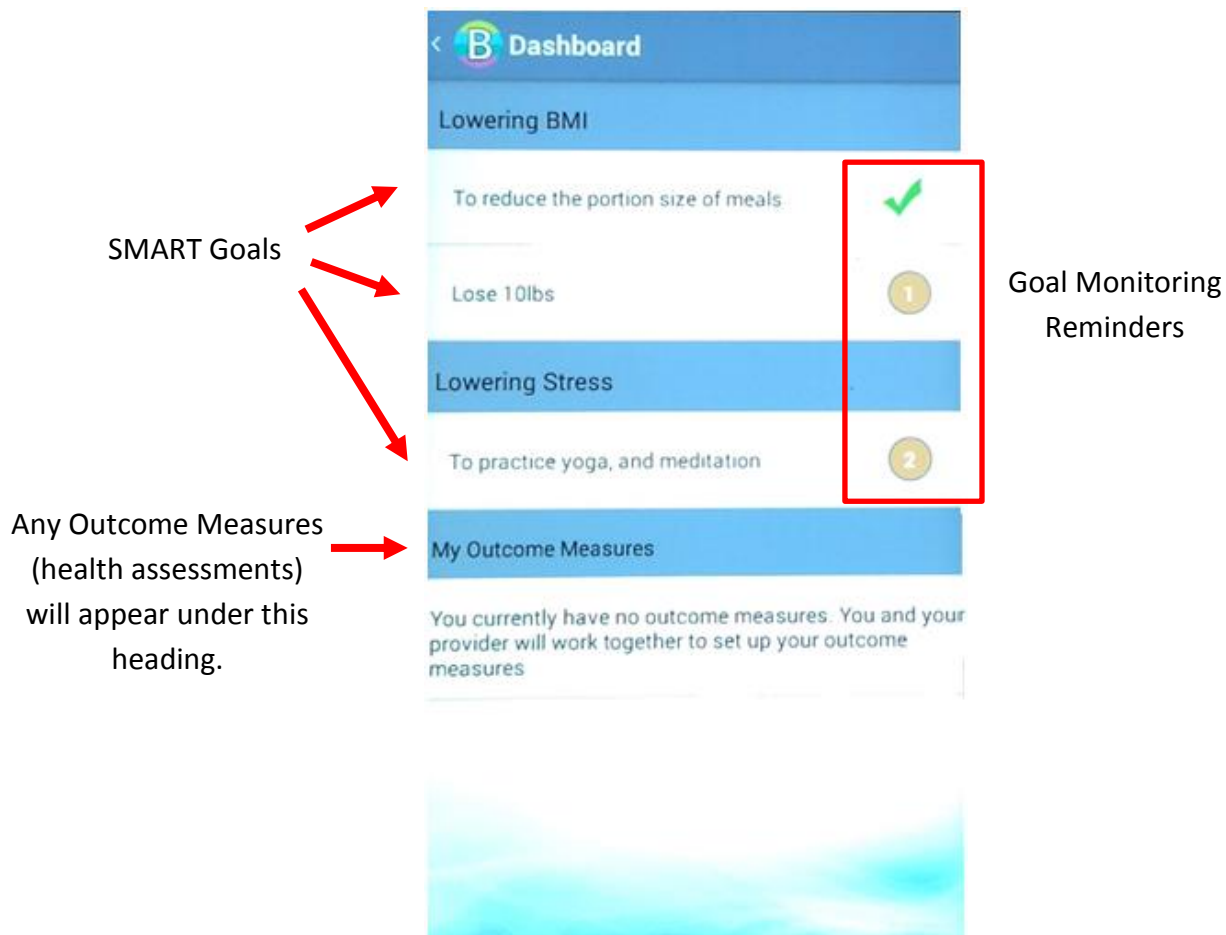 < B Dashboard
Lowering BMI
To reduce the portion size of meals
SMART Goals
Lose 10lbs
1
Goal Monitoring
Reminders
Lowering Stress
To practice yoga, and meditation
2
Any Outcome Measures
(health assessments)
will appear under this
heading.
My Outcome Measures
You currently have no outcome measures. You and your
provider will work together to set up your outcome
measures